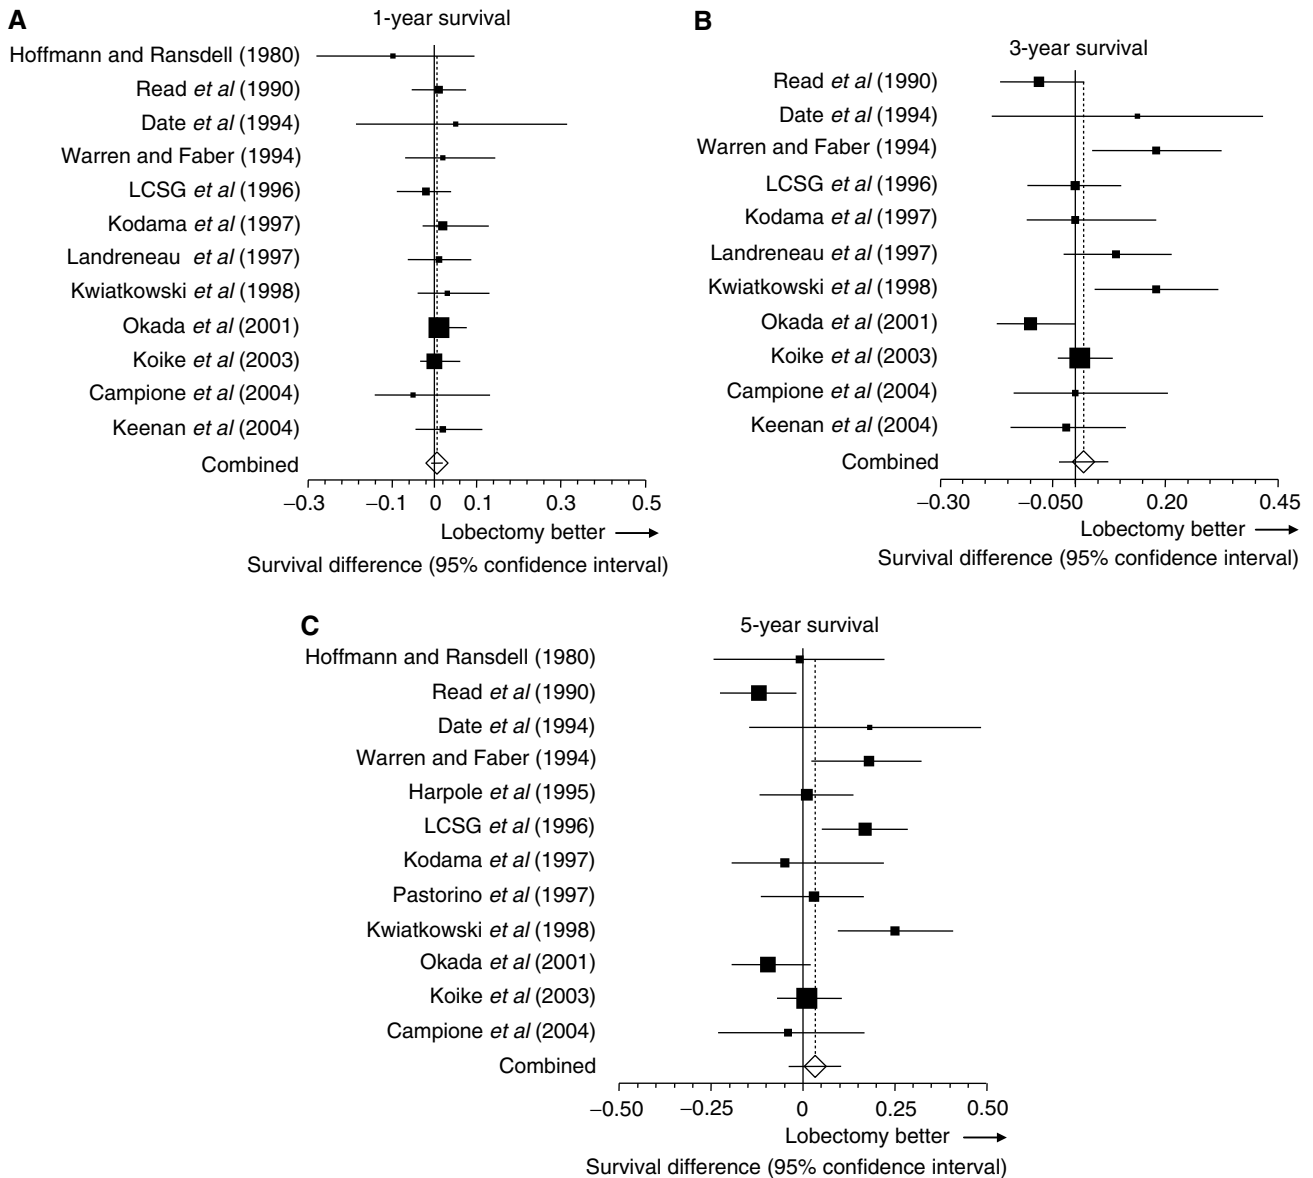 A
1-year survival
Hoffmann and Ransdell (1980)
Read et al (1990)
Date et al (1994)
Warren and Faber (1994)
LCSG et al (1996)
Kodama et al (1997)
Landreneau et al (1997)
Kwiatkowski et al (1998)
Okada et al (2001)
Koike et al (2003)
Campione et al (2004)
Keenan et al (2004)
Combined
−0.3 −0.1 0 0.1 0.3 0.5
Lobectomy better
Survival difference (95% confidence interval)
B
3-year survival
Read et al (1990)
Date et al (1994)
Warren and Faber (1994)
LCSG et al (1996)
Kodama et al (1997)
Landreneau et al (1997)
Kwiatkowski et al (1998)
Okada et al (2001)
Koike et al (2003)
Campione et al (2004)
Keenan et al (2004)
Combined
−0.30 −0.050 0.20 0.45
Lobectomy better
Survival difference (95% confidence interval)
C
5-year survival
Hoffmann and Ransdell (1980)
Read et al (1990)
Date et al (1994)
Warren and Faber (1994)
Harpole et al (1995)
LCSG et al (1996)
Kodama et al (1997)
Pastorino et al (1997)
Kwiatkowski et al (1998)
Okada et al (2001)
Koike et al (2003)
Campione et al (2004)
Combined
−0.50 −0.25 0 0.25 0.50
Lobectomy better
Survival difference (95% confidence interval)